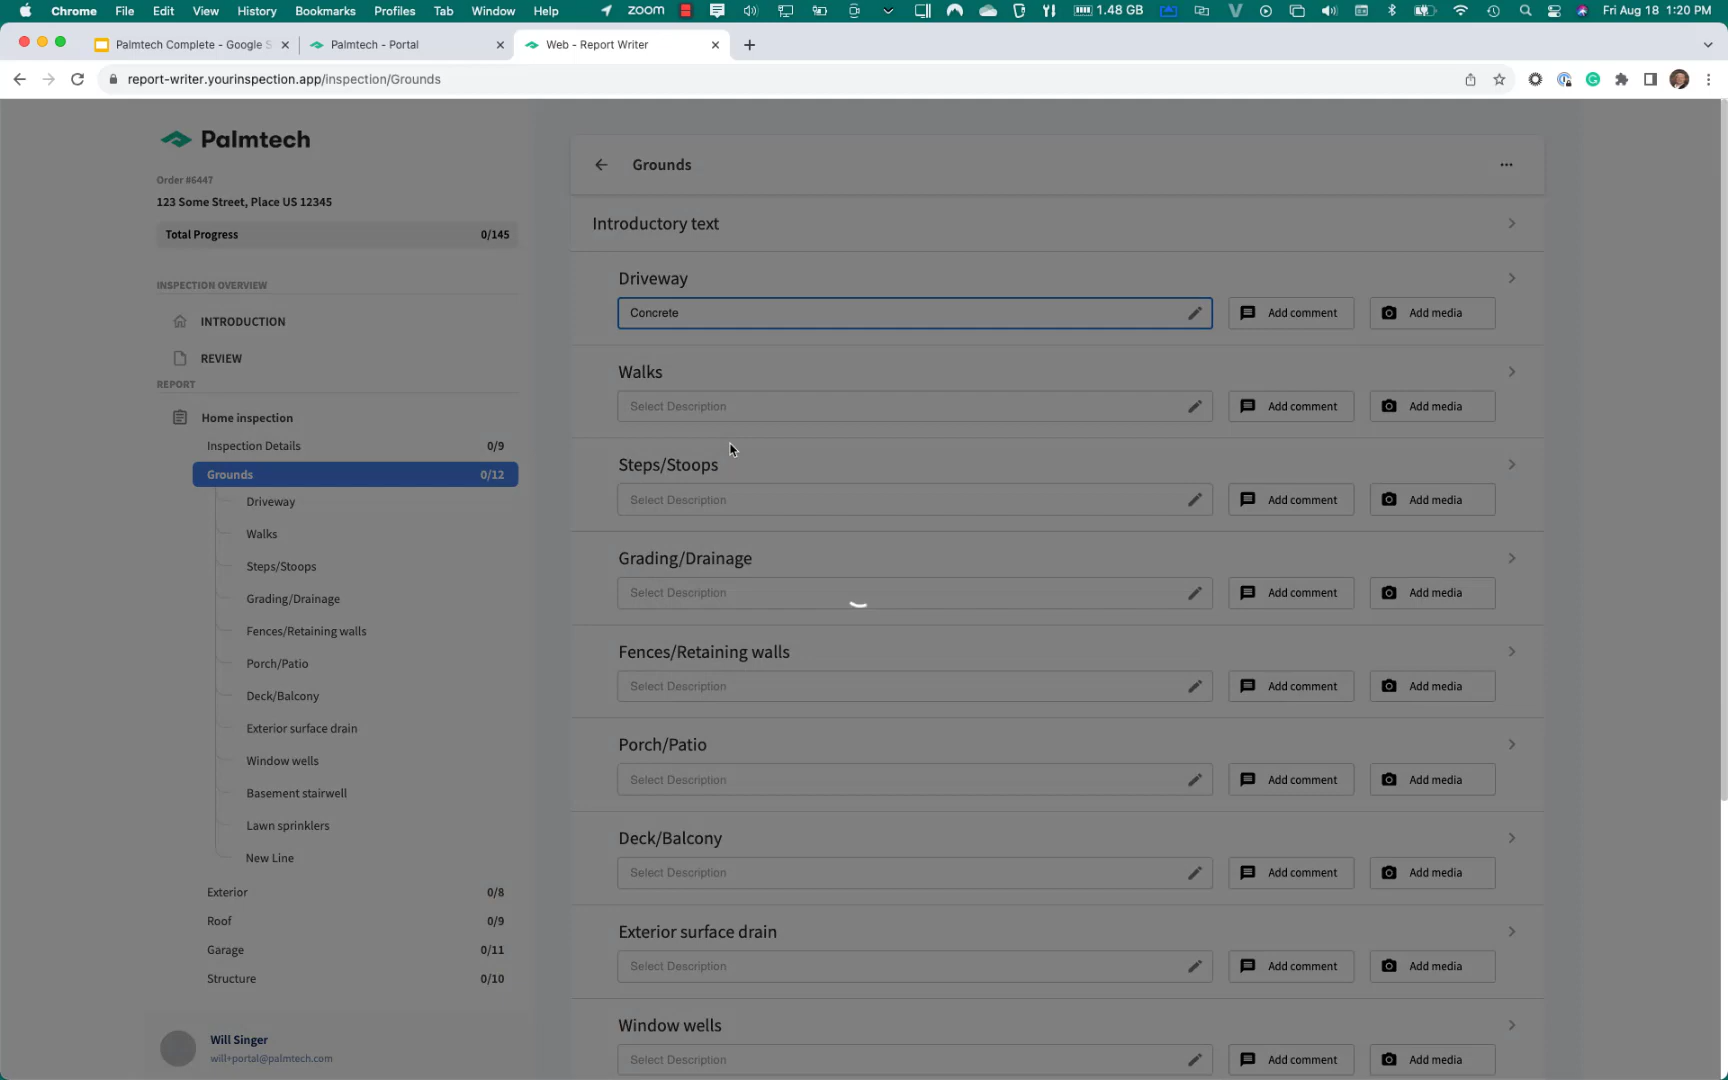 Chrome File Edit View History Bookmarks Profiles Tab Window Help zoom 1.48 GB Fri Aug 18 1:20 PM
Palmtech Complete - Google S
Palmtech - Portal
Web - Report Writer
report-writer.yourinspection.app/inspection/Grounds
Palmtech
Order #6447
123 Some Street, Place US 12345
Total Progress 0/145
INSPECTION OVERVIEW
INTRODUCTION
REVIEW
REPORT
Home inspection
Inspection Details 0/9
Grounds 0/12
Driveway
Walks
Steps/Stoops
Grading/Drainage
Fences/Retaining walls
Porch/Patio
Deck/Balcony
Exterior surface drain
Window wells
Basement stairwell
Lawn sprinklers
New Line
Exterior 0/8
Roof 0/9
Garage 0/11
Structure 0/10
Will Singer
will+portal@palmtech.com
Grounds
Introductory text
Driveway
Concrete Add comment Add media
Walks
Select Description Add comment Add media
Steps/Stoops
Select Description Add comment Add media
Grading/Drainage
Select Description Add comment Add media
Fences/Retaining walls
Select Description Add comment Add media
Porch/Patio
Select Description Add comment Add media
Deck/Balcony
Select Description Add comment Add media
Exterior surface drain
Select Description Add comment Add media
Window wells
Select Description Add comment Add media